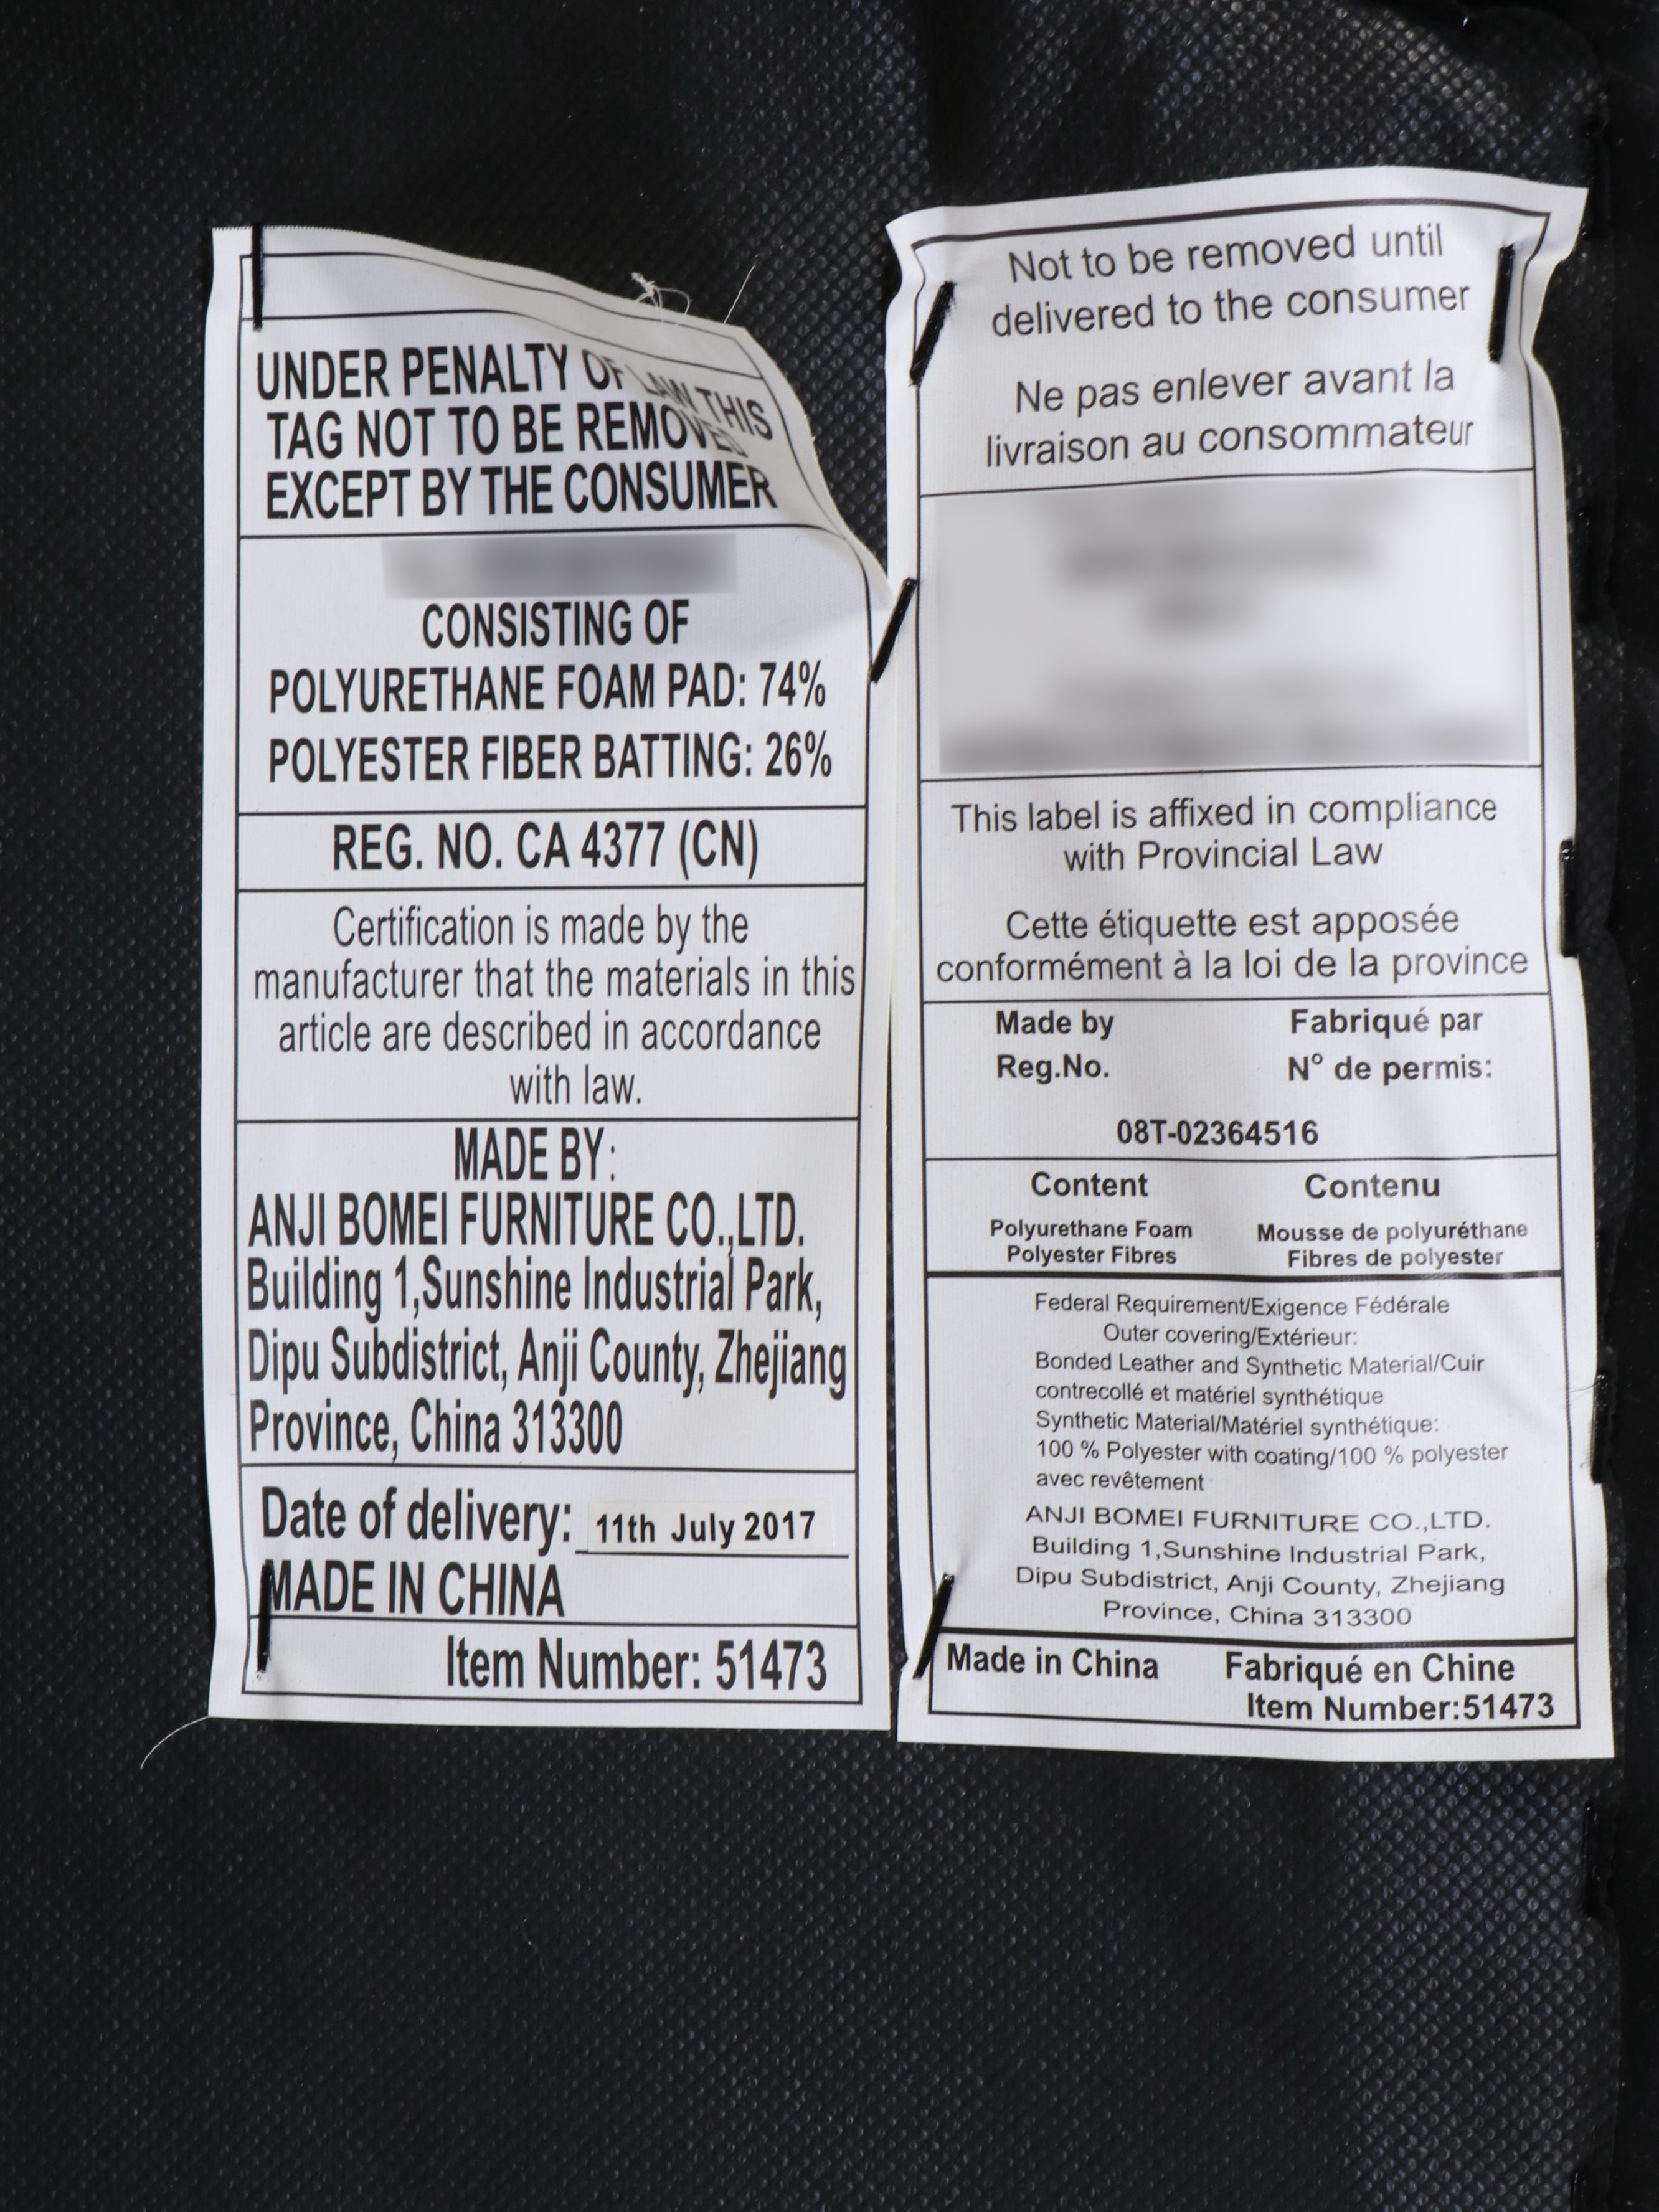 UNDER PENALTY OF LAW THIS
TAG NOT TO BE REMOVED
EXCEPT BY THE CONSUMER
CONSISTING OF
POLYURETHANE FOAM PAD: 74%
POLYESTER FIBER BATTING: 26%
REG. NO. CA 4377 (CN)
Certification is made by the
manufacturer that the materials in this
article are described in accordance
with law.
MADE BY:
ANJI BOMEI FURNITURE CO.,LTD.
Building 1,Sunshine Industrial Park,
Dipu Subdistrict, Anji County, Zhejiang
Province, China 313300
Date of delivery: 11th July 2017
MADE IN CHINA
Item Number: 51473
Not to be removed until
delivered to the consumer
Ne pas enlever avant la
livraison au consommateur
This label is affixed in compliance
with Provincial Law
Cette étiquette est apposée
conformément à la loi de la province
Made by Fabriqué par
Reg.No. N° de permis:
08T-02364516
Content Contenu
Polyurethane Foam Mousse de polyuréthane
Polyester Fibres Fibres de polyester
Federal Requirement/Exigence Fédérale
Outer covering/Extérieur:
Bonded Leather and Synthetic Material/Cuir
contrecollé et matériel synthétique
Synthetic Material/Matériel synthétique:
100 % Polyester with coating/100 % polyester
avec revêtement
ANJI BOMEI FURNITURE CO.,LTD.
Building 1,Sunshine Industrial Park,
Dipu Subdistrict, Anji County, Zhejiang
Province, China 313300
Made in China Fabriqué en Chine
Item Number:51473